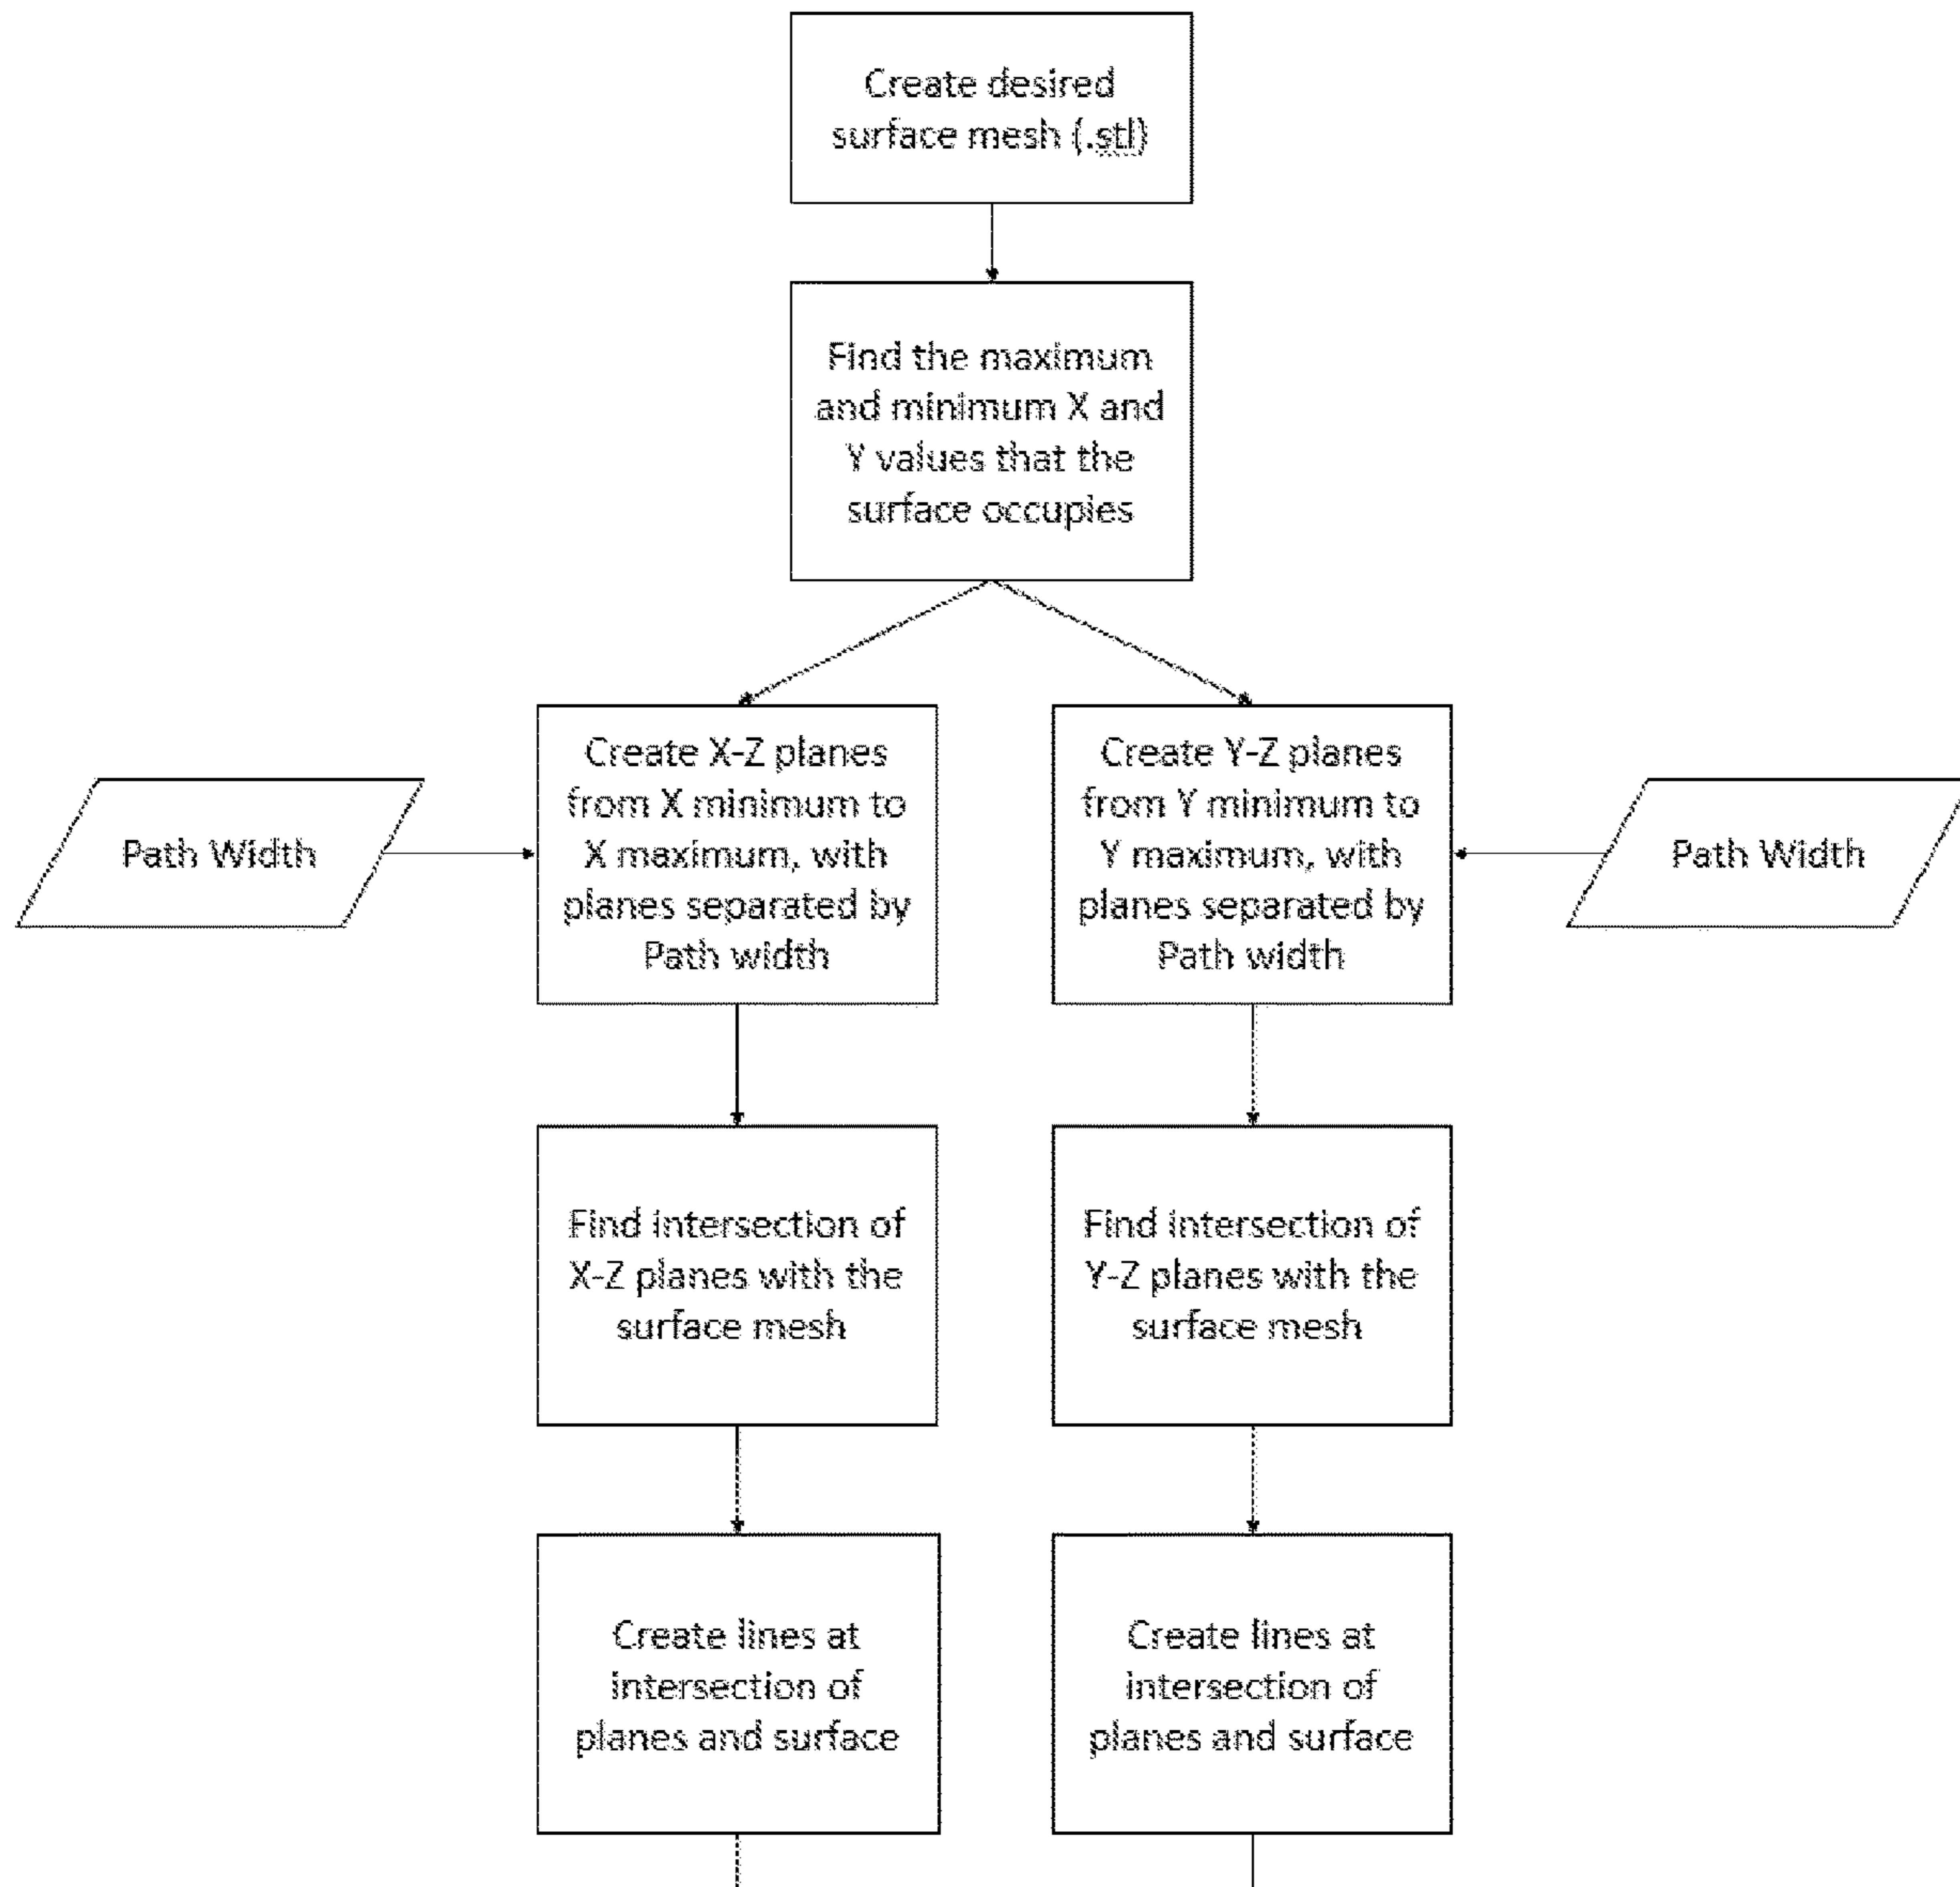 Create desired
surface mesh (.stl)
Find the maximum
and minimum X and
Y values that the
surface occupies
Path Width
Create X-Z planes
from X minimum to
X maximum, with
planes separated by
Path width
Create Y-Z planes
from Y minimum to
Y maximum, with
planes separated by
Path width
Path Width
Find intersection of
X-Z planes with the
surface mesh
Find intersection of
Y-Z planes with the
surface mesh
Create lines at
intersection of
planes and surface
Create lines at
intersection of
planes and surface